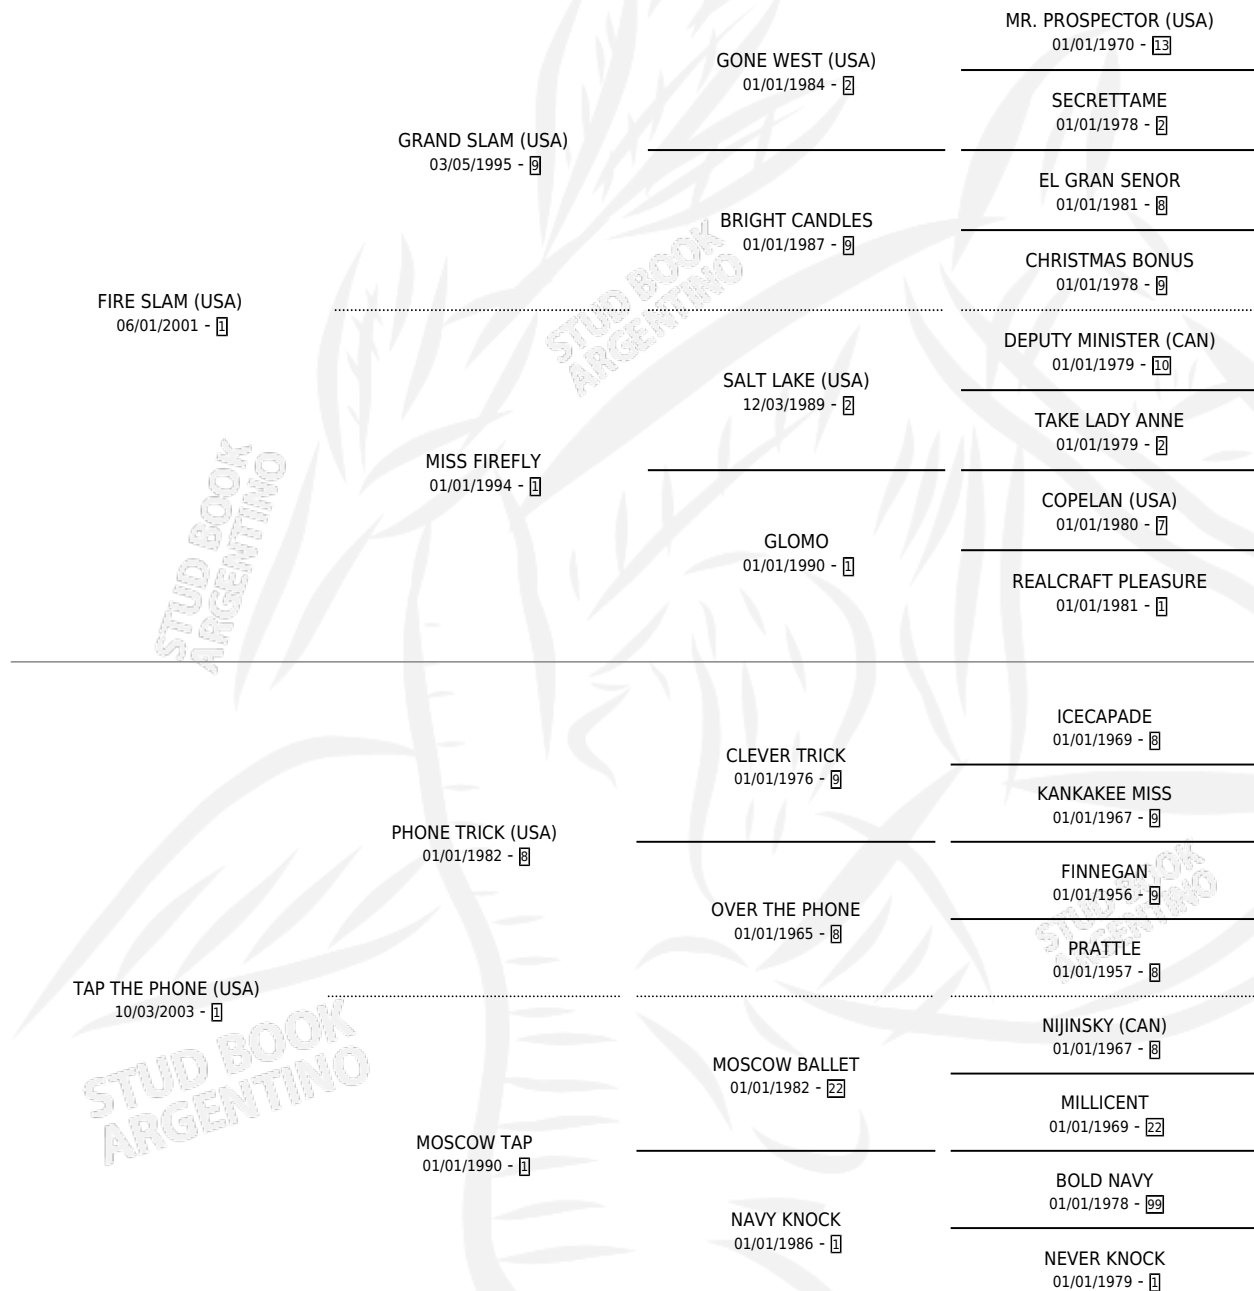 MR. PROSPECTOR (USA)
01/01/1970 - 13
GONE WEST (USA)
01/01/1984 - 2
SECRETTAME
01/01/1978 - 2
GRAND SLAM (USA)
03/05/1995 - 9
EL GRAN SENOR
01/01/1981 - 8
BRIGHT CANDLES
01/01/1987 - 9
CHRISTMAS BONUS
01/01/1978 - 9
FIRE SLAM (USA)
06/01/2001 - 1
STUD BOOK
ARGENTINO
DEPUTY MINISTER (CAN)
01/01/1979 - 10
SALT LAKE (USA)
12/03/1989 - 2
TAKE LADY ANNE
01/01/1979 - 2
MISS FIREFLY
01/01/1994 - 1
COPELAN (USA)
01/01/1980 - 7
GLOMO
01/01/1990 - 1
REALCRAFT PLEASURE
01/01/1981 - 1
STUD BOOK
ARGENTINO
ICECAPADE
01/01/1969 - 8
CLEVER TRICK
01/01/1976 - 9
KANKAKEE MISS
01/01/1967 - 9
PHONE TRICK (USA)
01/01/1982 - 8
FINNEGAN
01/01/1956 - 9
OVER THE PHONE
01/01/1965 - 8
STUD BOOK
ARGENTINO
PRATTLE
01/01/1957 - 8
TAP THE PHONE (USA)
10/03/2003 - 1
NIJINSKY (CAN)
01/01/1967 - 8
MOSCOW BALLET
01/01/1982 - 22
STUD BOOK
ARGENTINO
MILLICENT
01/01/1969 - 22
MOSCOW TAP
01/01/1990 - 1
BOLD NAVY
01/01/1978 - 99
NAVY KNOCK
01/01/1986 - 1
NEVER KNOCK
01/01/1979 - 1